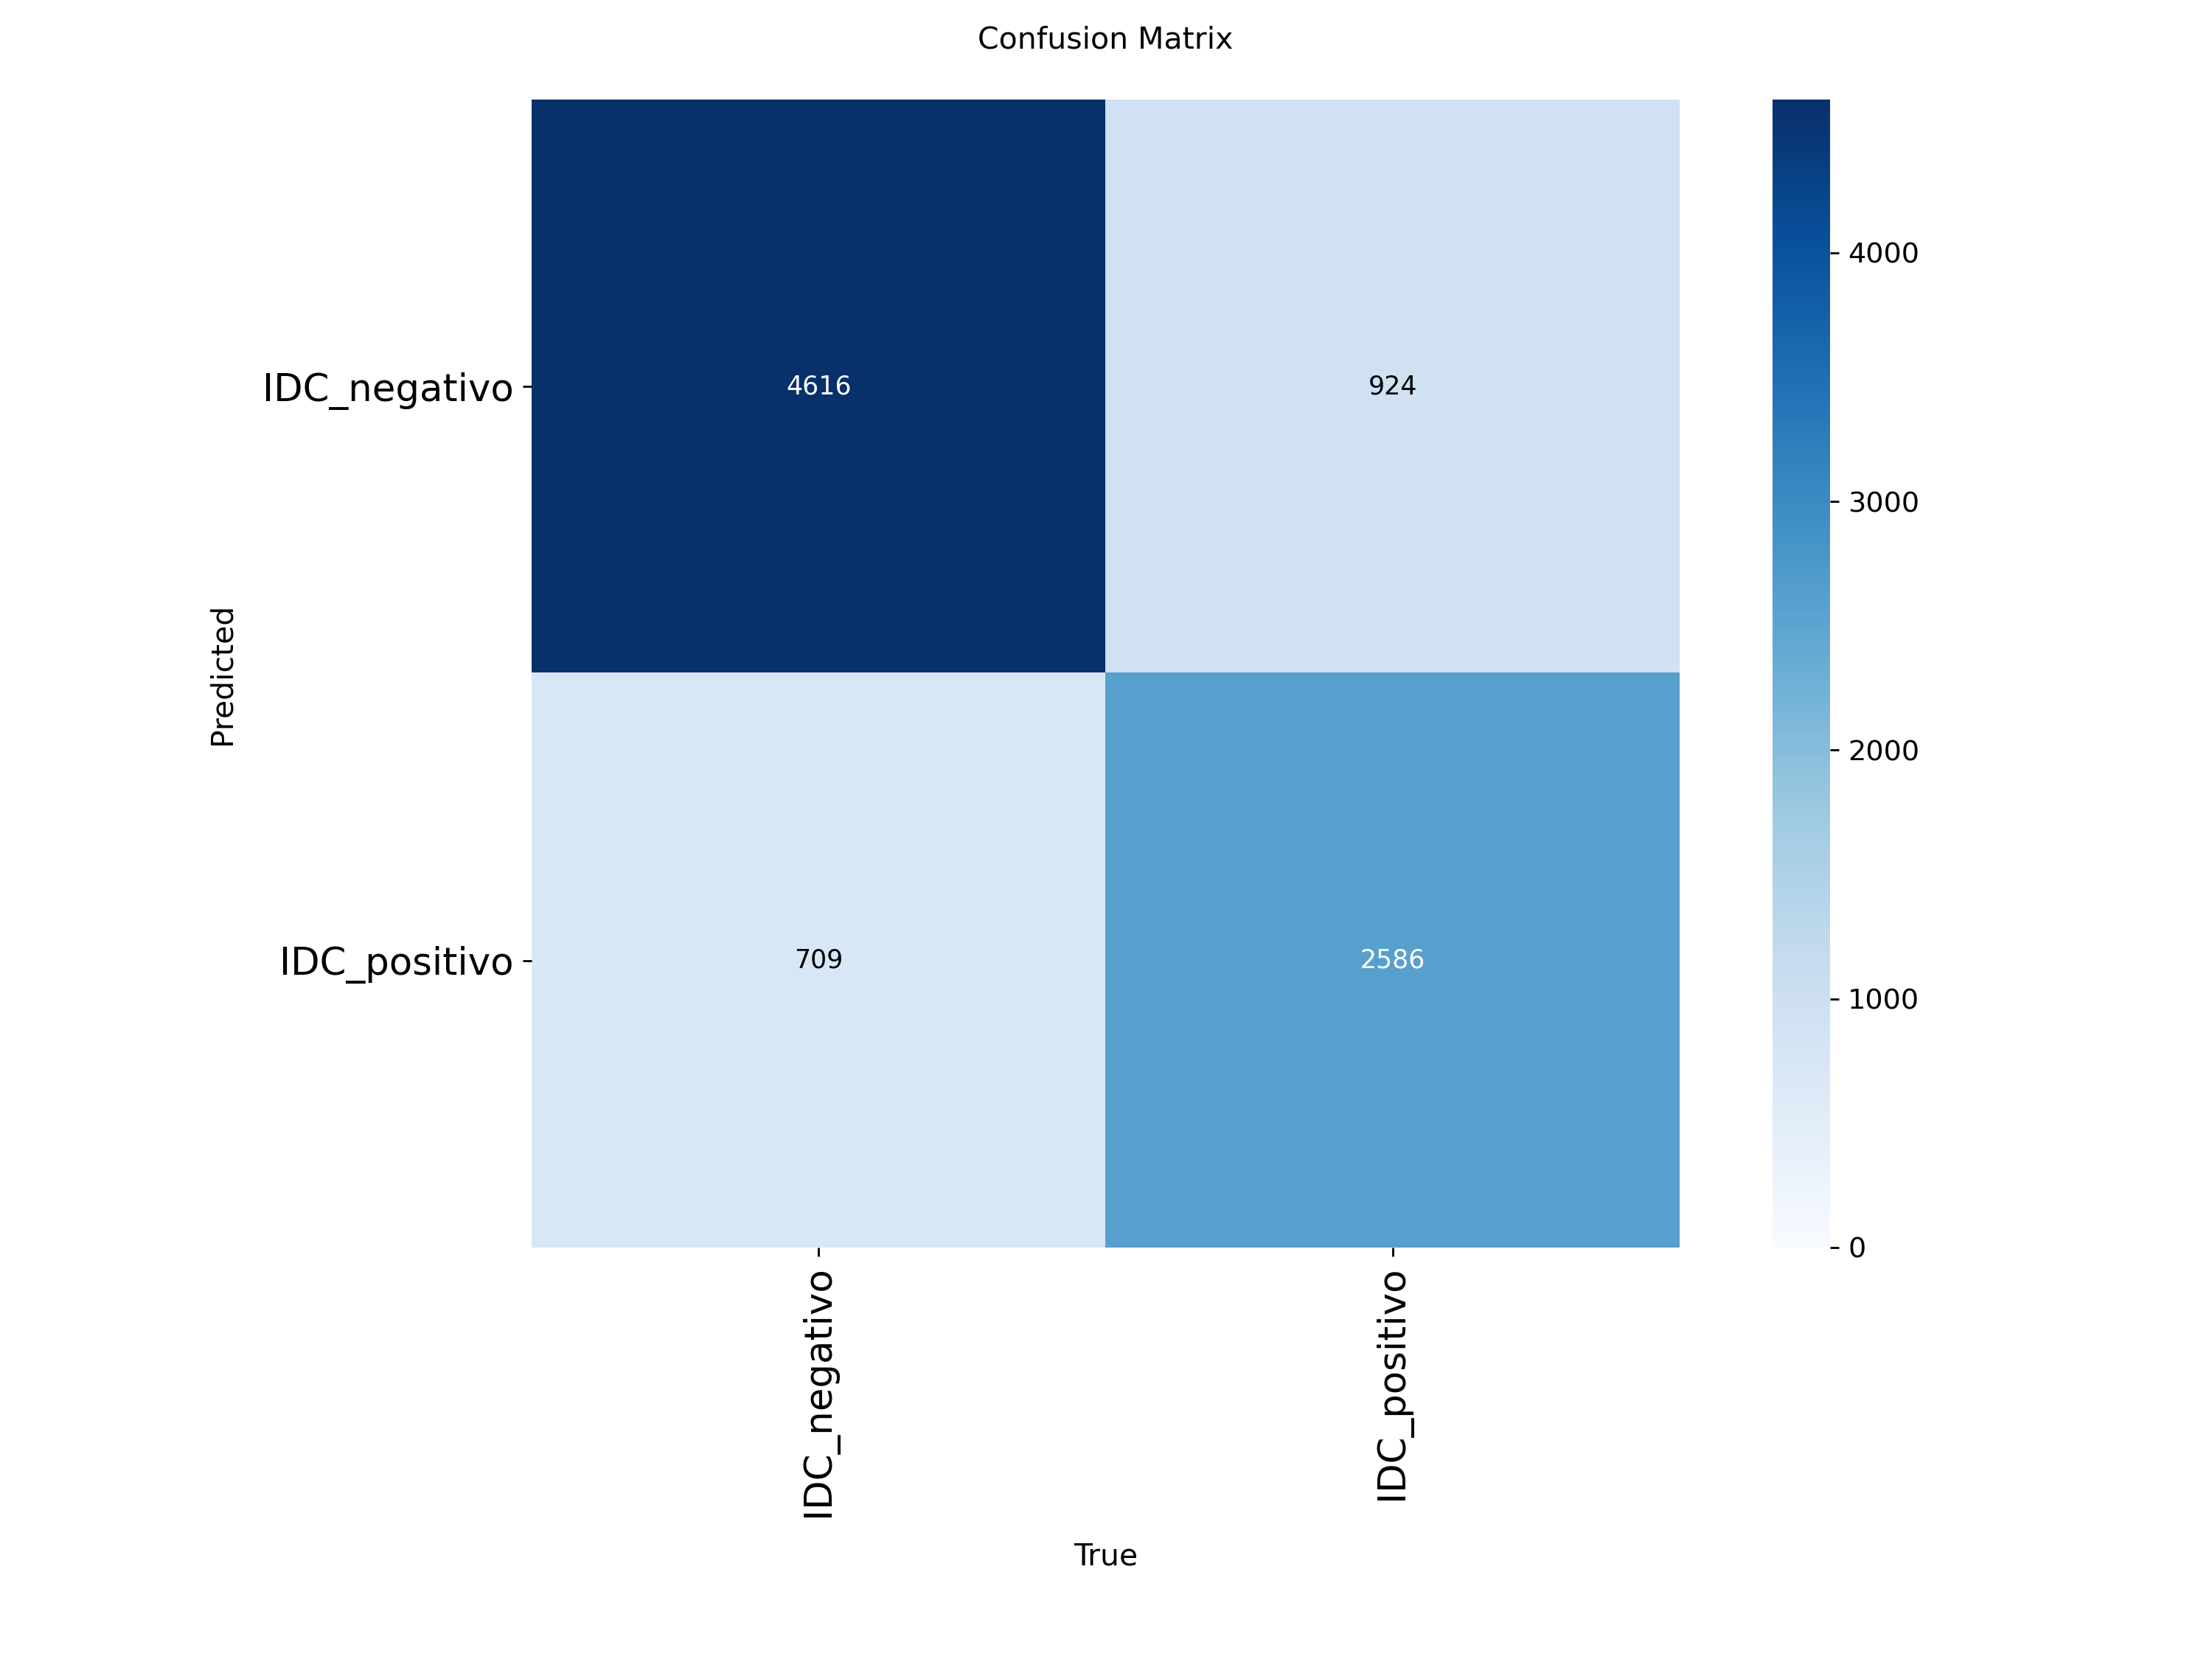 Confusion Matrix
IDC_negativo
4616
924
4000
3000
Predicted
2000
IDC_positivo
709
2586
1000
0
IDC_negativo
IDC_positivo
True